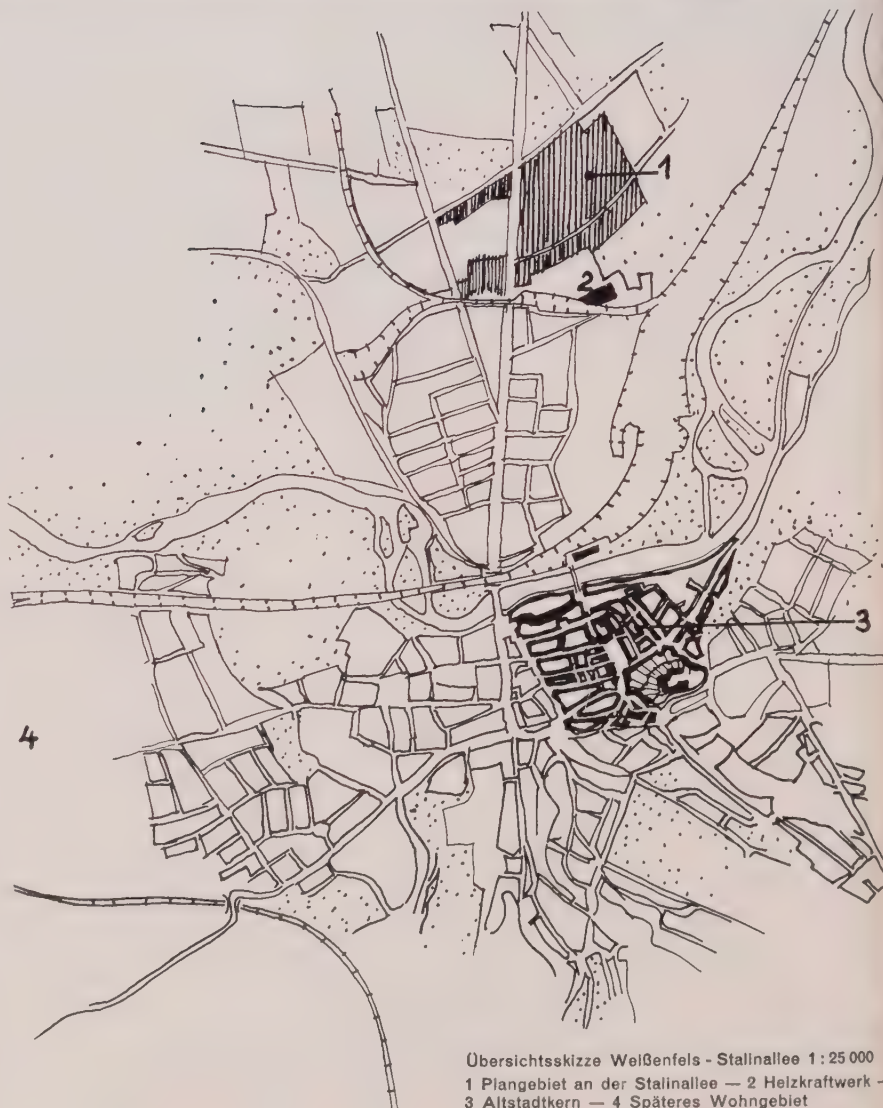 1
2
3
4
Übersichtsskizze Weißenfels - Stalinallee 1 : 25 000
1 Plangebiet an der Stalinallee — 2 Heizkraftwerk —
3 Altstadtkern — 4 Späteres Wohngebiet